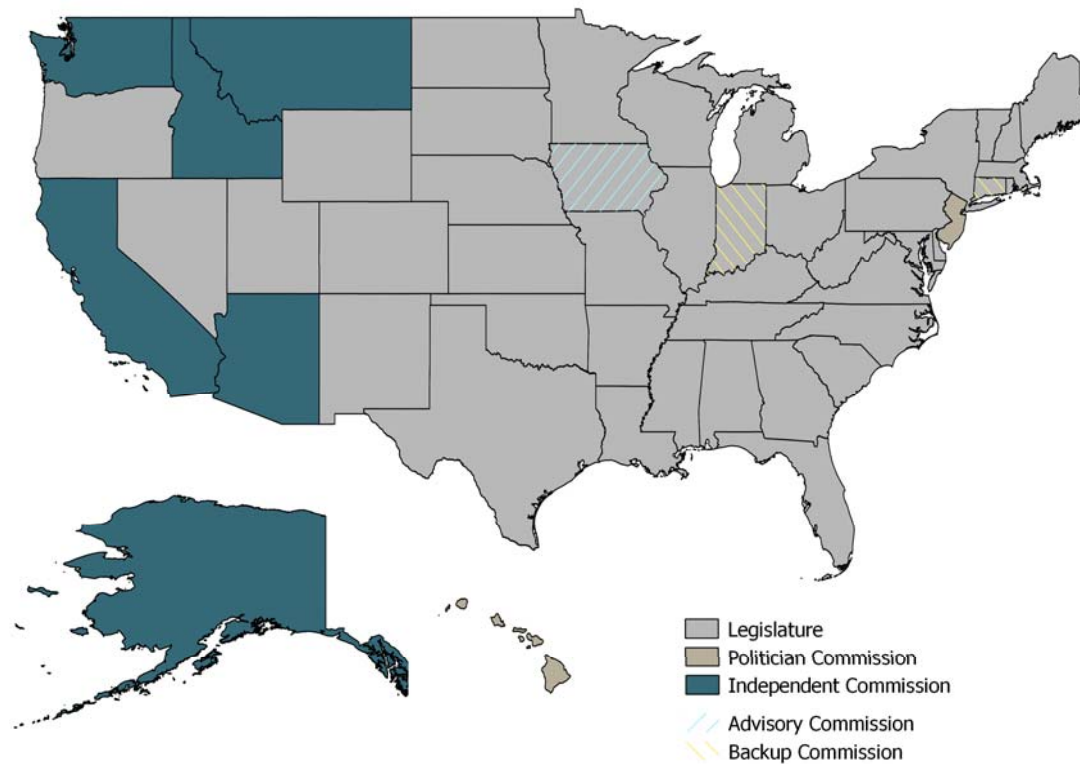 Legislature
Politician Commission
Independent Commission
Advisory Commission
Backup Commission